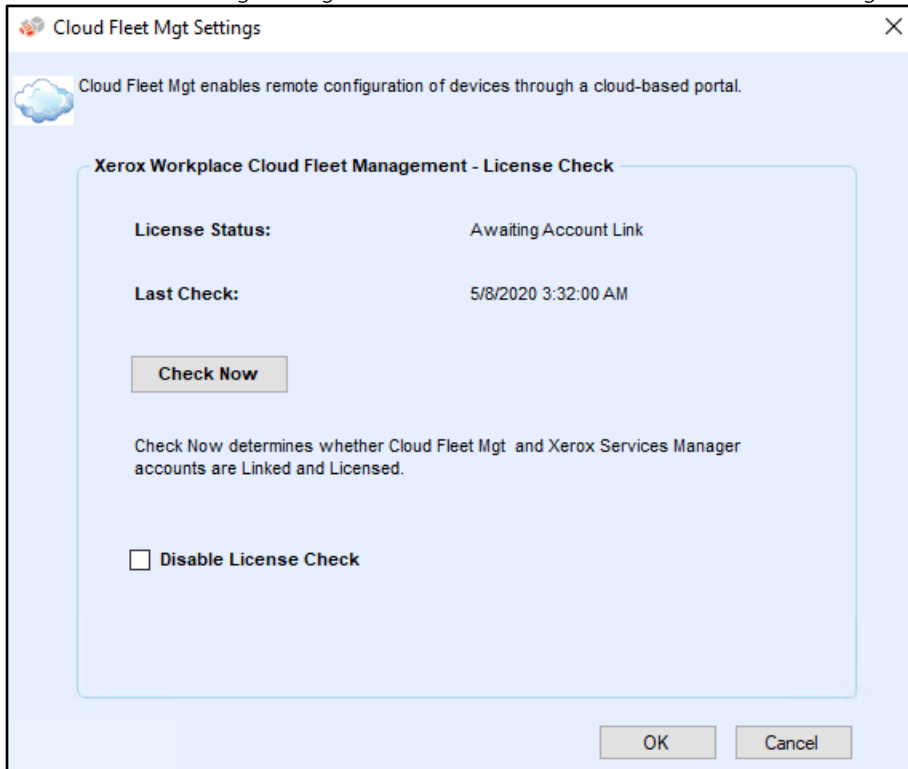 Cloud Fleet Mgt Settings
Cloud Fleet Mgt enables remote configuration of devices through a cloud-based portal.
Xerox Workplace Cloud Fleet Management - License Check
License Status: Awaiting Account Link
Last Check: 5/8/2020 3:32:00 AM
Check Now
Check Now determines whether Cloud Fleet Mgt and Xerox Services Manager
accounts are Linked and Licensed.
Disable License Check
OK Cancel